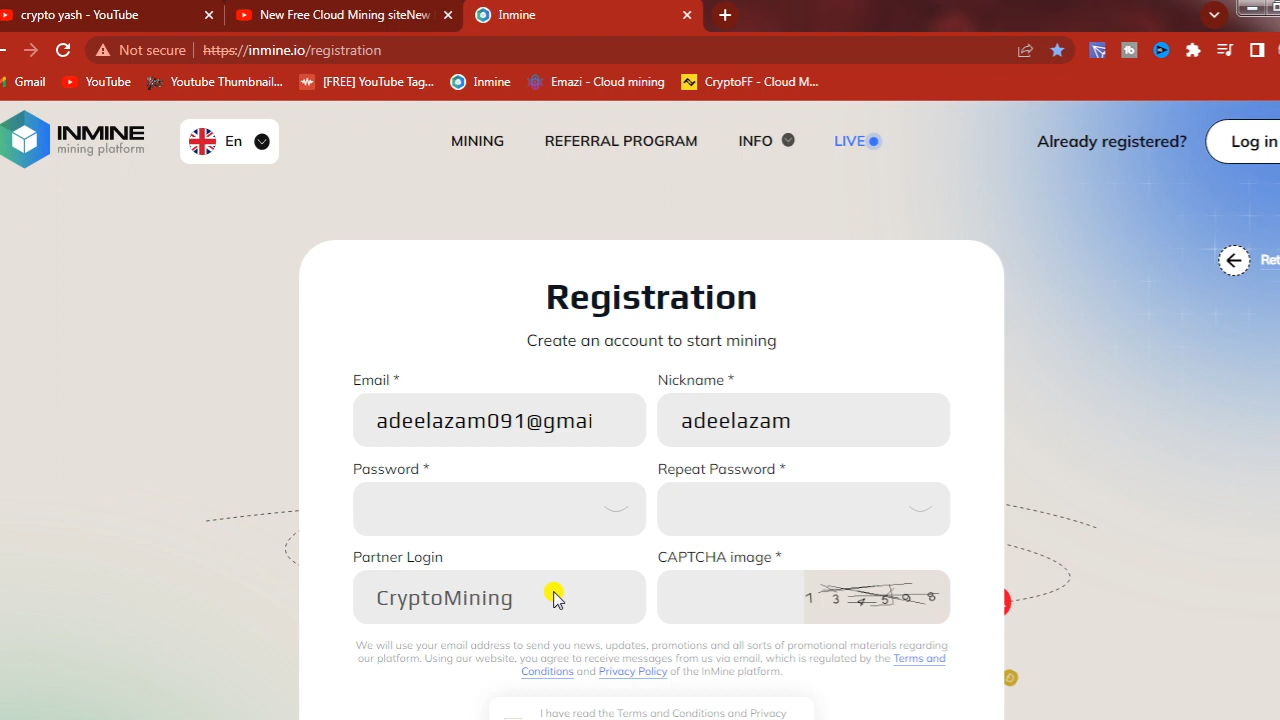 crypto yash - YouTube
New Free Cloud Mining siteNew
Inmine
Not secure https://inmine.io/registration
Gmail YouTube Youtube Thumbnail... [FREE] YouTube Tag... Inmine Emazi - Cloud mining CryptoFF - Cloud M...
INMINE
mining platform
En
MINING REFERRAL PROGRAM INFO LIVE
Already registered? Log in
Ret
Registration
Create an account to start mining
Email * Nickname *
adeelazam091@gmai adeelazam
Password * Repeat Password *
Partner Login CAPTCHA image *
CryptoMining
We will use your email address to send you news, updates, promotions and all sorts of promotional materials regarding
our platform. Using our website, you agree to receive messages from us via email, which is regulated by the Terms and
Conditions and Privacy Policy of the InMine platform.
I have read the Terms and Conditions and Privacy